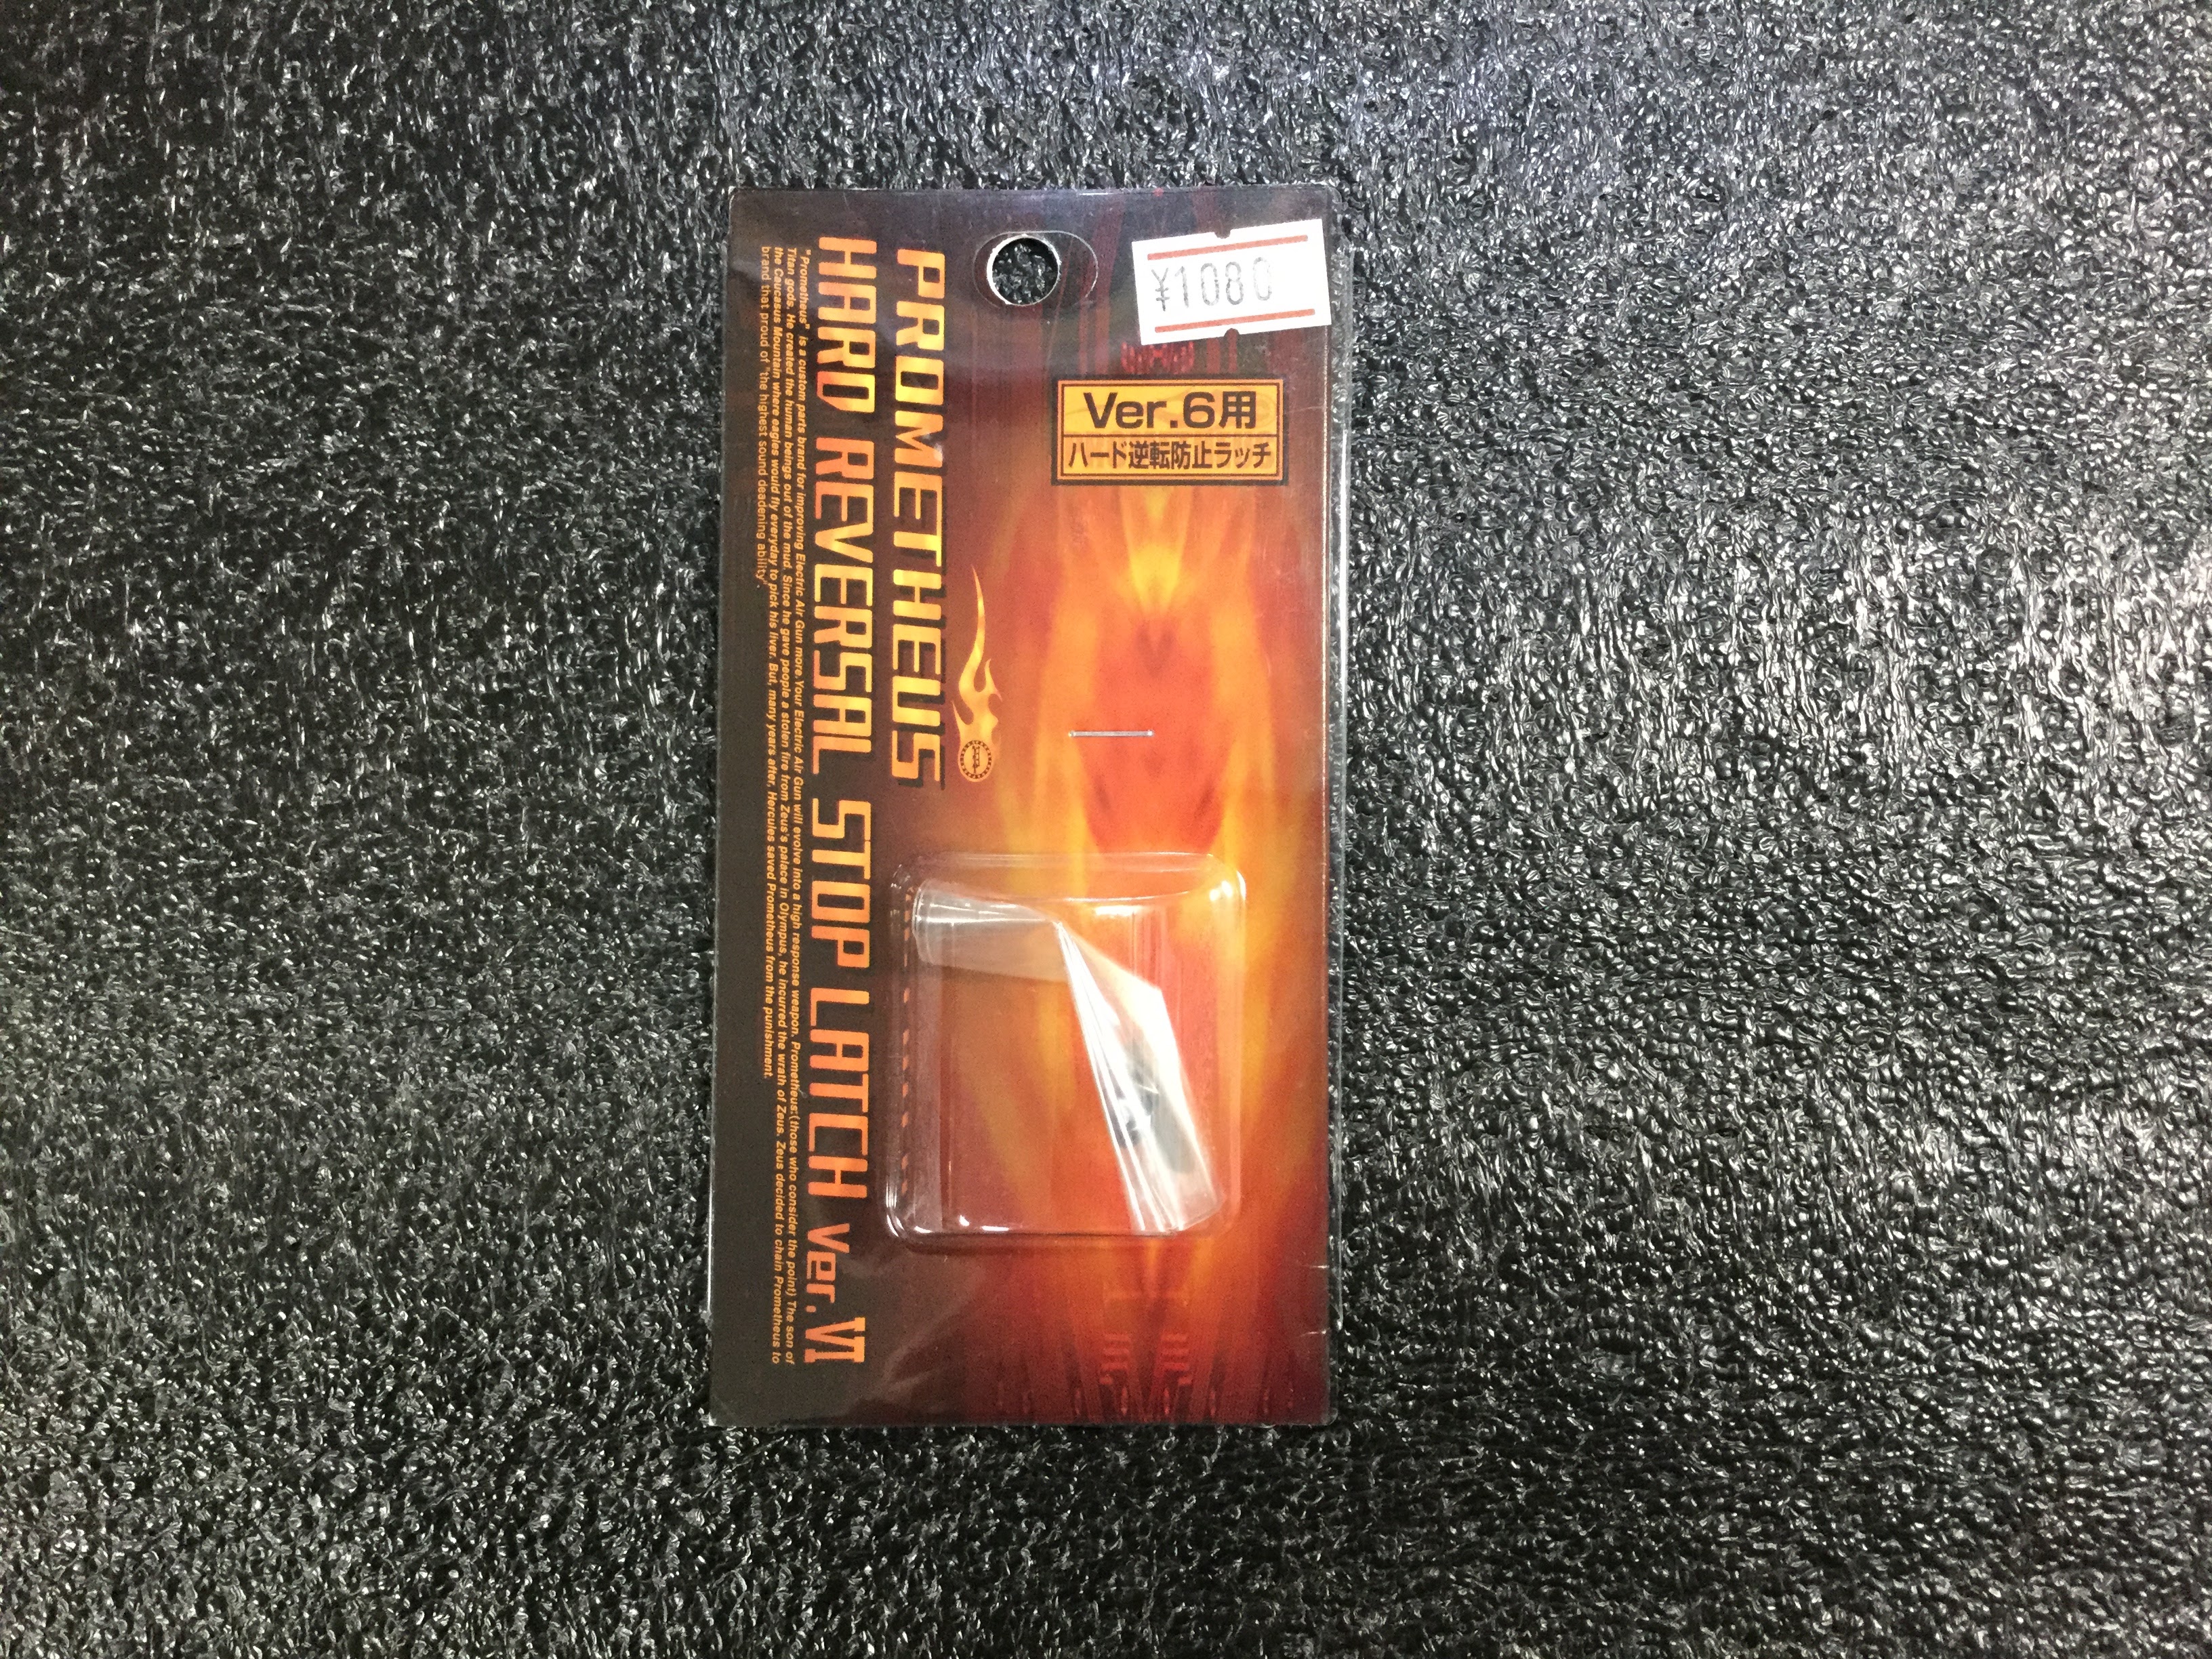 ¥1080
Ver.6用
ハード逆転防止ラッチ
PROMETHEUS
HARD REVERSAL STOP LATCH Ver.VI
"Prometheus" is a custom parts brand for improving Electric Air Gun more. Your Electric Air Gun will evolve into a high response weapon. Prometheus:(those who consider the point) The son of
Titan gods. He created the human beings out of the mud. Since he gave people a stolen fire from Zeus's palace in Olympus, he incurred the wrath of Zeus. Zeus decided to chain Prometheus to
the Caucasus Mountain where eagles would fly everyday to pick his liver. But, many years after, Hercules saved Prometheus from the punishment.
brand that proud of "the highest sound deadening ability".